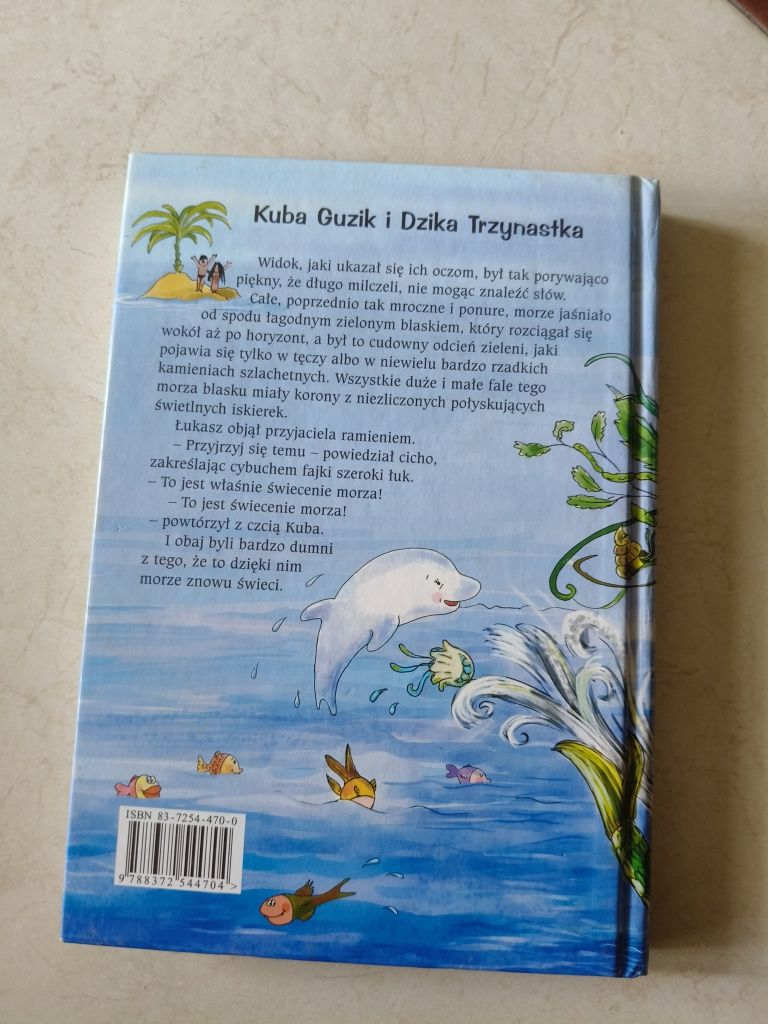 Kuba Guzik i Dzika Trzynastka
Widok, jaki ukazał się ich oczom, był tak porywająco
piękny, że długo milczeli, nie mogąc znaleźć słów.
Całe, poprzednio tak mroczne i ponure, morze jaśniało
od spodu łagodnym zielonym blaskiem, który rozciągał się
wokół aż po horyzont, a był to cudowny odcień zieleni, jaki
pojawia się tylko w tęczy albo w niewielu bardzo rzadkich
kamieniach szlachetnych. Wszystkie duże i małe fale tego
morza blasku miały korony z niezliczonych połyskujących
świetlnych iskierek.
Łukasz objął przyjaciela ramieniem.
– Przyjrzyj się temu – powiedział cicho,
zakreślając cybuchem fajki szeroki łuk.
– To jest właśnie świecenie morza!
– To jest świecenie morza!
– powtórzył z czcią Kuba.
I obaj byli bardzo dumni
z tego, że to dzięki nim
morze znowu świeci.
ISBN 83-7254-470-0
9 788372 544704 >